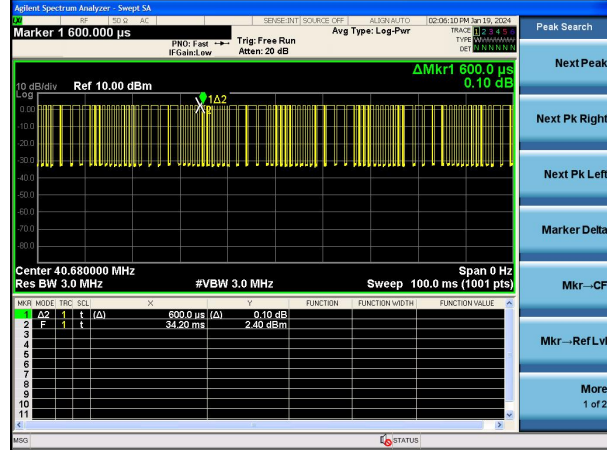 Agilent Spectrum Analyzer - Swept SA
RF 50 Ω AC SENSE:INT SOURCE OFF ALIGN AUTO 02:06:10 PM Jan 19, 2024
Marker 1 600.000 μs
PNO: Fast
IFGain:Low
Trig: Free Run
Atten: 20 dB
Avg Type: Log-Pwr
TRACE 1 2 3 4 5 6
TYPE
DET N N N N N N
ΔMkr1 600.0 μs
0.10 dB
10 dB/div Ref 10.00 dBm
Log
1Δ2
0.00
-10.0
-20.0
-30.0
-40.0
-50.0
-60.0
-70.0
-80.0
Center 40.680000 MHz Span 0 Hz
Res BW 3.0 MHz #VBW 3.0 MHz Sweep 100.0 ms (1001 pts)
MKR MODE TRC SCL X Y FUNCTION FUNCTION WIDTH FUNCTION VALUE
1 Δ2 1 t (Δ) 600.0 μs (Δ) 0.10 dB
2 F 1 t 34.20 ms 2.40 dBm
3
4
5
6
7
8
9
10
11
MSG STATUS
Peak Search
Next Peak
Next Pk Right
Next Pk Left
Marker Delta
Mkr→CF
Mkr→Ref Lvl
More
1 of 2